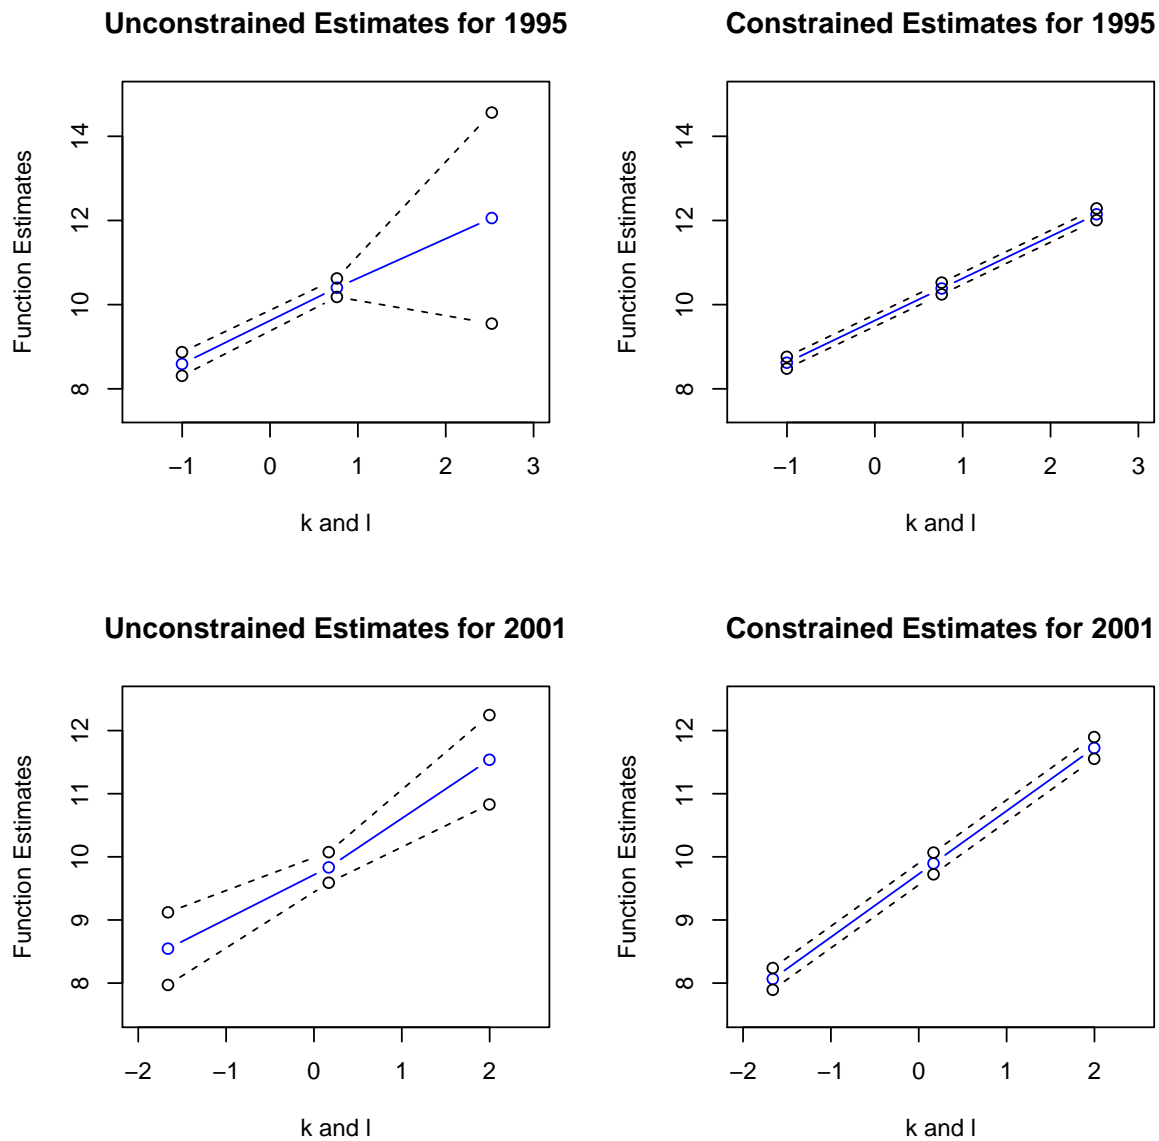 Unconstrained Estimates for 1995
Function Estimates
14
12
10
8
−1 0 1 2 3
k and l
Constrained Estimates for 1995
Function Estimates
14
12
10
8
−1 0 1 2 3
k and l
Unconstrained Estimates for 2001
Function Estimates
12
11
10
9
8
−2 −1 0 1 2
k and l
Constrained Estimates for 2001
Function Estimates
12
11
10
9
8
−2 −1 0 1 2
k and l